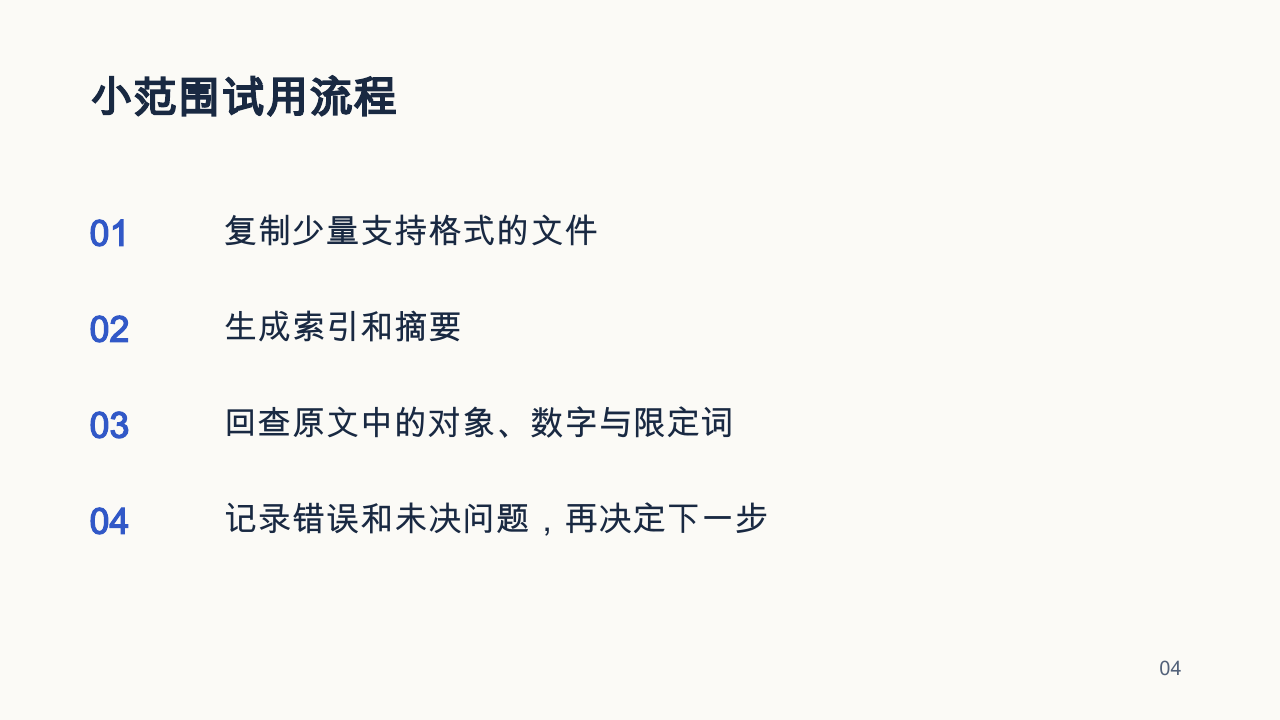 小范围试用流程
01 复制少量支持格式的文件
02 生成索引和摘要
03 回查原文中的对象、数字与限定词
04 记录错误和未决问题，再决定下一步
04